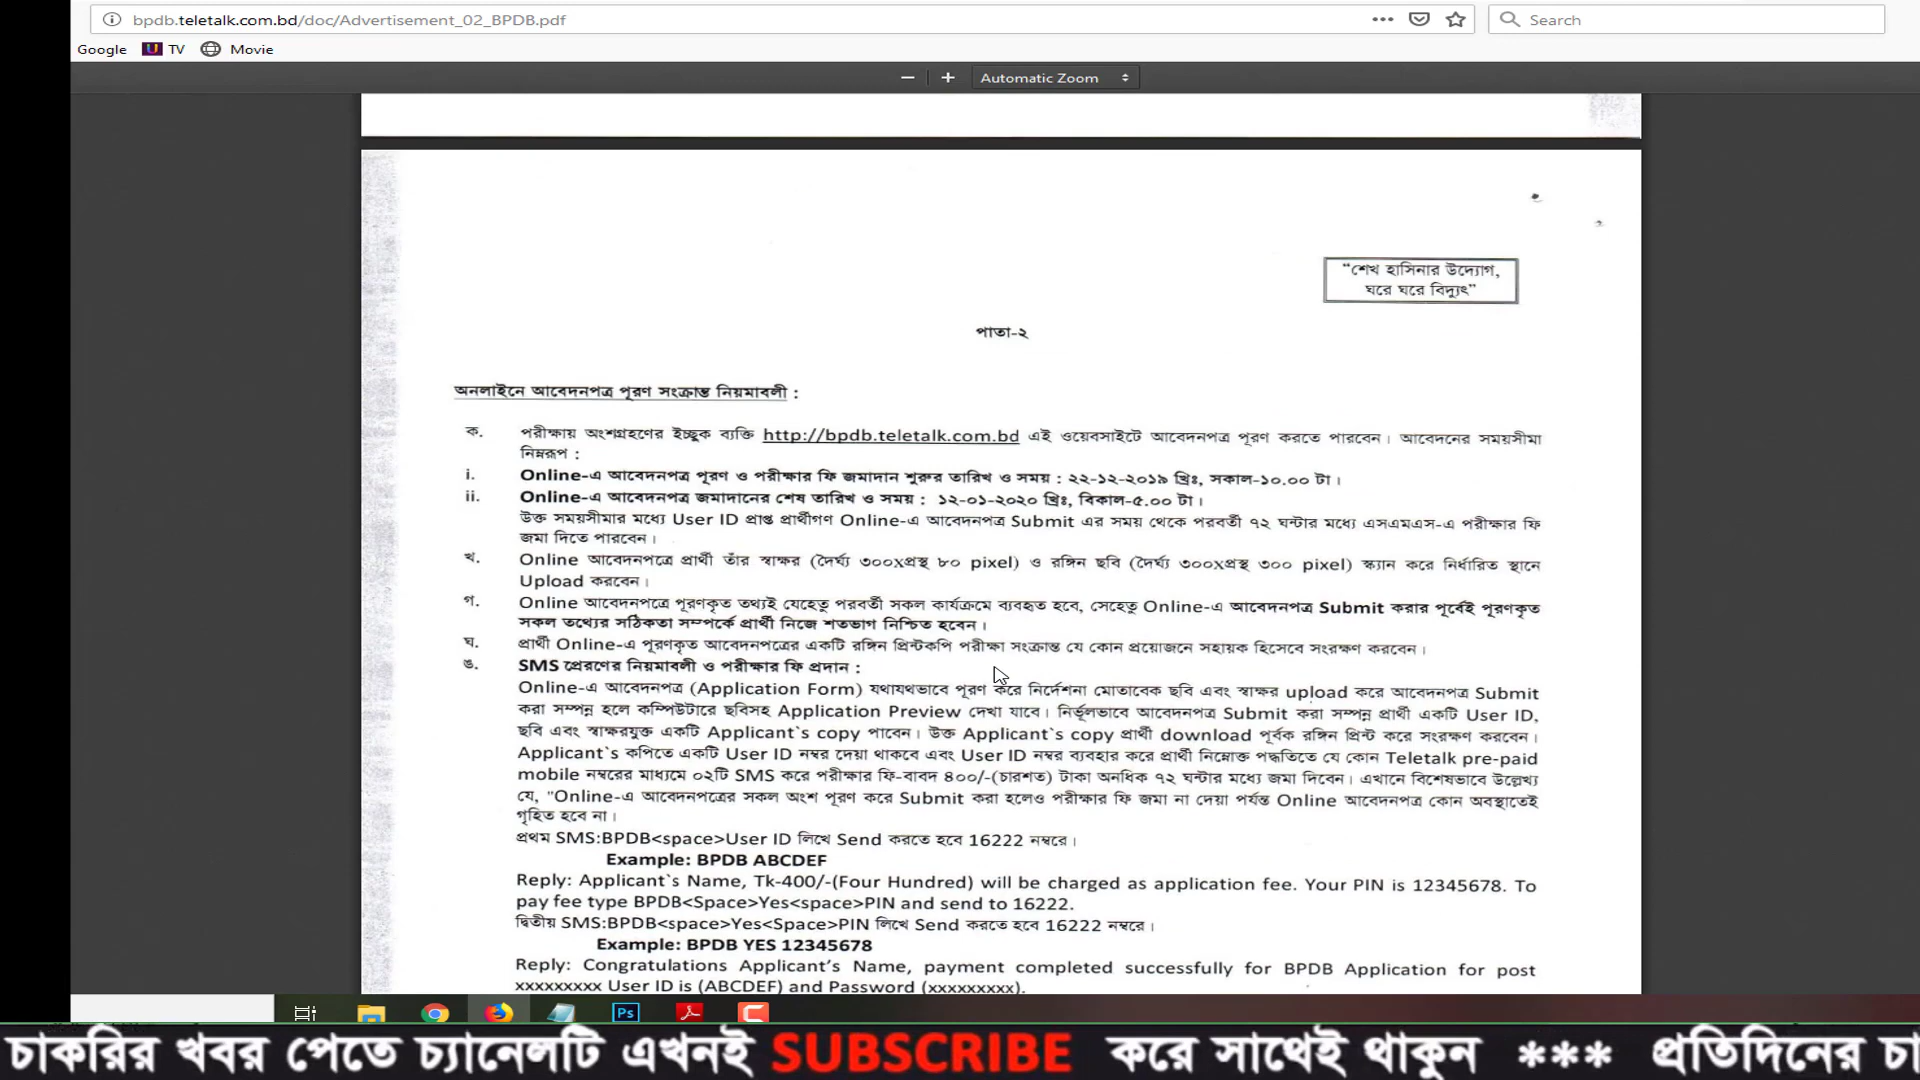 bpdb.teletalk.com.bd/doc/Advertisement_02_BPDB.pdf
Search
Google TV Movie
Automatic Zoom
“শেখ হাসিনার উদ্যোগ,
ঘরে ঘরে বিদ্যুৎ”
পাতা-২
অনলাইনে আবেদনপত্র পূরণ সংক্রান্ত নিয়মাবলী :
ক. পরীক্ষায় অংশগ্রহণের ইচ্ছুক ব্যক্তি http://bpdb.teletalk.com.bd এই ওয়েবসাইটে আবেদনপত্র পূরণ করতে পারবেন। আবেদনের সময়সীমা
নিম্নরূপ :
i. Online-এ আবেদনপত্র পূরণ ও পরীক্ষার ফি জমাদান শুরুর তারিখ ও সময় : ২২-১২-২০১৯ খ্রিঃ, সকাল-১০.০০ টা।
ii. Online-এ আবেদনপত্র জমাদানের শেষ তারিখ ও সময় : ১২-০১-২০২০ খ্রিঃ, বিকাল-৫.০০ টা।
উক্ত সময়সীমার মধ্যে User ID প্রাপ্ত প্রার্থীগণ Online-এ আবেদনপত্র Submit এর সময় থেকে পরবর্তী ৭২ ঘন্টার মধ্যে এসএমএস-এ পরীক্ষার ফি
জমা দিতে পারবেন।
খ. Online আবেদনপত্রে প্রার্থী তাঁর স্বাক্ষর (দৈর্ঘ্য ৩০০xপ্রস্থ ৮০ pixel) ও রঙ্গিন ছবি (দৈর্ঘ্য ৩০০xপ্রস্থ ৩০০ pixel) স্ক্যান করে নির্ধারিত স্থানে
Upload করবেন।
গ. Online আবেদনপত্রে পূরণকৃত তথ্যই যেহেতু পরবর্তী সকল কার্যক্রমে ব্যবহৃত হবে, সেহেতু Online-এ আবেদনপত্র Submit করার পূর্বেই পূরণকৃত
সকল তথ্যের সঠিকতা সম্পর্কে প্রার্থী নিজে শতভাগ নিশ্চিত হবেন।
ঘ. প্রার্থী Online-এ পূরণকৃত আবেদনপত্রের একটি রঙ্গিন প্রিন্টকপি পরীক্ষা সংক্রান্ত যে কোন প্রয়োজনে সহায়ক হিসেবে সংরক্ষণ করবেন।
ঙ. SMS প্রেরণের নিয়মাবলী ও পরীক্ষার ফি প্রদান :
Online-এ আবেদনপত্র (Application Form) যথাযথভাবে পূরণ করে নির্দেশনা মোতাবেক ছবি এবং স্বাক্ষর upload করে আবেদনপত্র Submit
করা সম্পন্ন হলে কম্পিউটারে ছবিসহ Application Preview দেখা যাবে। নির্ভুলভাবে আবেদনপত্র Submit করা সম্পন্ন প্রার্থী একটি User ID,
ছবি এবং স্বাক্ষরযুক্ত একটি Applicant`s copy পাবেন। উক্ত Applicant`s copy প্রার্থী download পূর্বক রঙ্গিন প্রিন্ট করে সংরক্ষণ করবেন।
Applicant`s কপিতে একটি User ID নম্বর দেয়া থাকবে এবং User ID নম্বর ব্যবহার করে প্রার্থী নিম্নোক্ত পদ্ধতিতে যে কোন Teletalk pre-paid
mobile নম্বরের মাধ্যমে ০২টি SMS করে পরীক্ষার ফি-বাবদ ৪০০/-(চারশত) টাকা অনধিক ৭২ ঘন্টার মধ্যে জমা দিবেন। এখানে বিশেষভাবে উল্লেখ্য
যে, "Online-এ আবেদনপত্রের সকল অংশ পূরণ করে Submit করা হলেও পরীক্ষার ফি জমা না দেয়া পর্যন্ত Online আবেদনপত্র কোন অবস্থাতেই
গৃহিত হবে না।
প্রথম SMS:BPDB<space>User ID লিখে Send করতে হবে 16222 নম্বরে।
Example: BPDB ABCDEF
Reply: Applicant`s Name, Tk-400/-(Four Hundred) will be charged as application fee. Your PIN is 12345678. To
pay fee type BPDB<Space>Yes<space>PIN and send to 16222.
দ্বিতীয় SMS:BPDB<space>Yes<Space>PIN লিখে Send করতে হবে 16222 নম্বরে।
Example: BPDB YES 12345678
Reply: Congratulations Applicant’s Name, payment completed successfully for BPDB Application for post
xxxxxxxxx User ID is (ABCDEF) and Password (xxxxxxxxx).
Ps
চাকরির খবর পেতে চ্যানেলটি এখনই SUBSCRIBE করে সাথেই থাকুন *** প্রতিদিনের চা